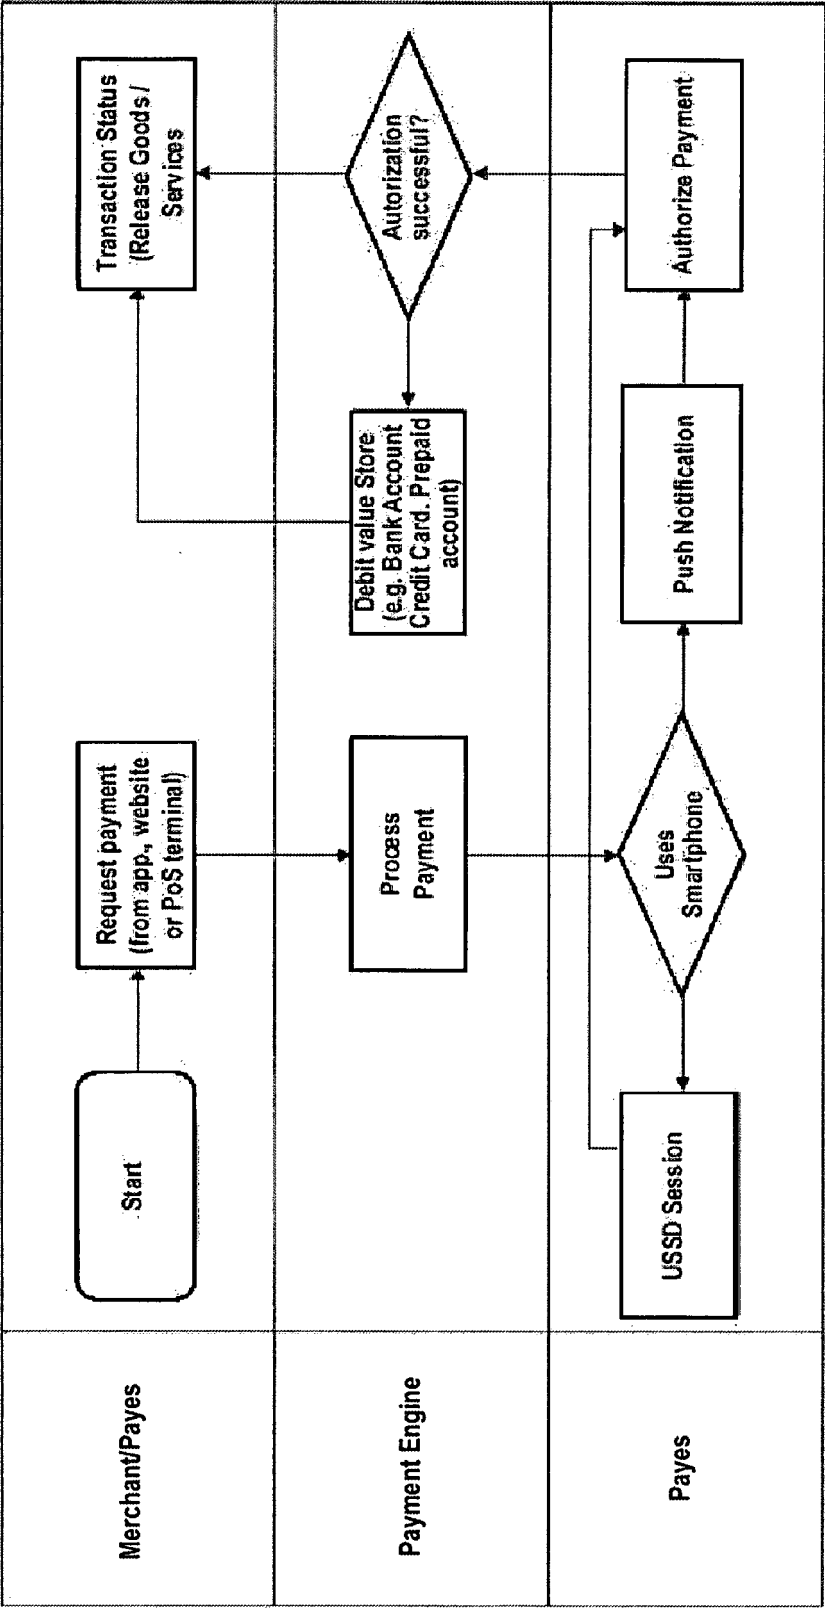 Merchant/Payes
Start
Request payment
(from app., website
or PoS terminal)
Transaction Status
(Release Goods /
Services
Payment Engine
Process
Payment
Debit value Store
(e.g. Bank Account
Credit Card. Prepaid
account)
Autorization
successful?
Payes
USSD Session
Uses
Smartphone
Push Notification
Authorize Payment